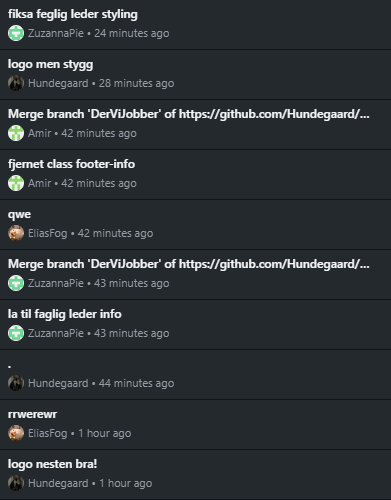 fiksa feglig leder styling
ZuzannaPie • 24 minutes ago
logo men stygg
Hundegaard • 28 minutes ago
Merge branch 'DerViJobber' of https://github.com/Hundegaard/...
Amir • 42 minutes ago
fjernet class footer-info
Amir • 42 minutes ago
qwe
EliasFog • 42 minutes ago
Merge branch 'DerViJobber' of https://github.com/Hundegaard/...
ZuzannaPie • 43 minutes ago
la til faglig leder info
ZuzannaPie • 43 minutes ago
.
Hundegaard • 44 minutes ago
rrwerewr
EliasFog • 1 hour ago
logo nesten bra!
Hundegaard • 1 hour ago